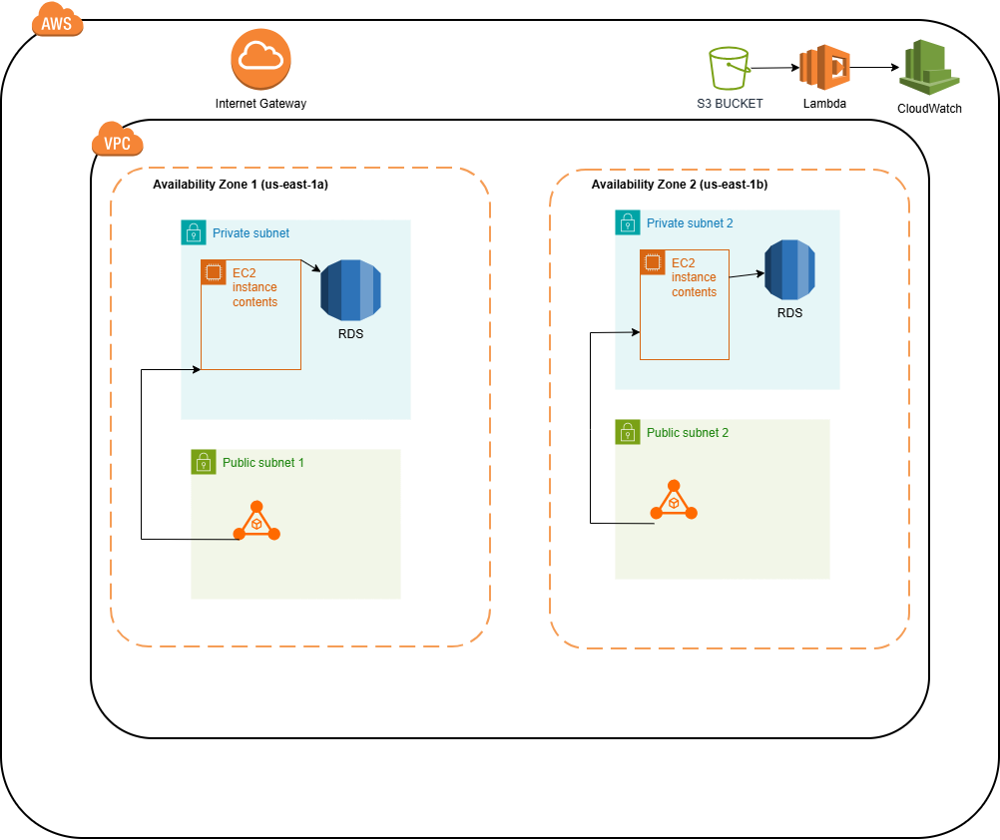 AWS
Internet Gateway
S3 BUCKET
Lambda
CloudWatch
VPC
Availability Zone 1 (us-east-1a)
Private subnet
EC2
instance
contents
RDS
Public subnet 1
Availability Zone 2 (us-east-1b)
Private subnet 2
EC2
instance
contents
RDS
Public subnet 2